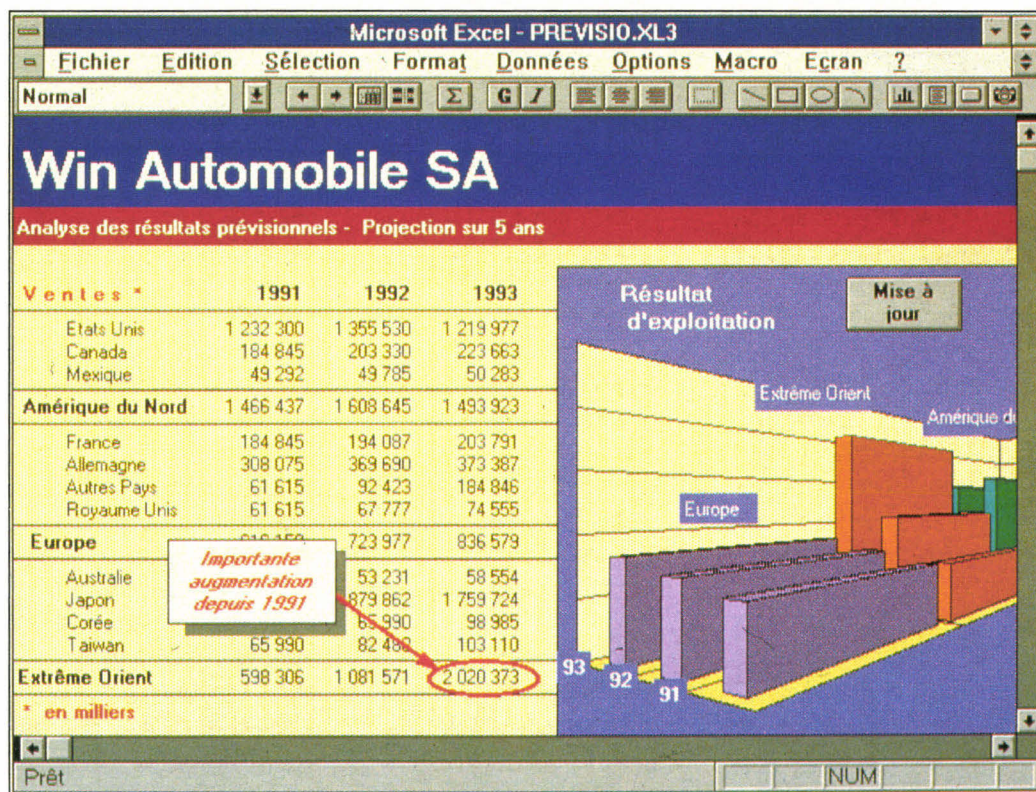 Microsoft Excel - PREVISIO.XL3
Fichier Edition Sélection Format Données Options Macro Ecran ?
Normal Σ G I
Win Automobile SA
Analyse des résultats prévisionnels - Projection sur 5 ans
Ventes * 1991 1992 1993
Etats Unis 1 232 300 1 355 530 1 219 977
Canada 184 845 203 330 223 663
Mexique 49 292 49 785 50 283
Amérique du Nord 1 466 437 1 608 645 1 493 923
France 184 845 194 087 203 791
Allemagne 308 075 369 690 373 387
Autres Pays 61 615 92 423 184 846
Royaume Unis 61 615 67 777 74 555
Europe 723 977 836 579
Australie 53 231 58 554
Japon 879 862 1 759 724
Corée 65 990 98 985
Taiwan 65 990 82 488 103 110
Extrême Orient 598 306 1 081 571 2 020 373
* en milliers
Importante
augmentation
depuis 1991
Résultat
d'exploitation
Mise à
jour
Extrême Orient
Amérique du
Europe
93
92
91
Prêt NUM